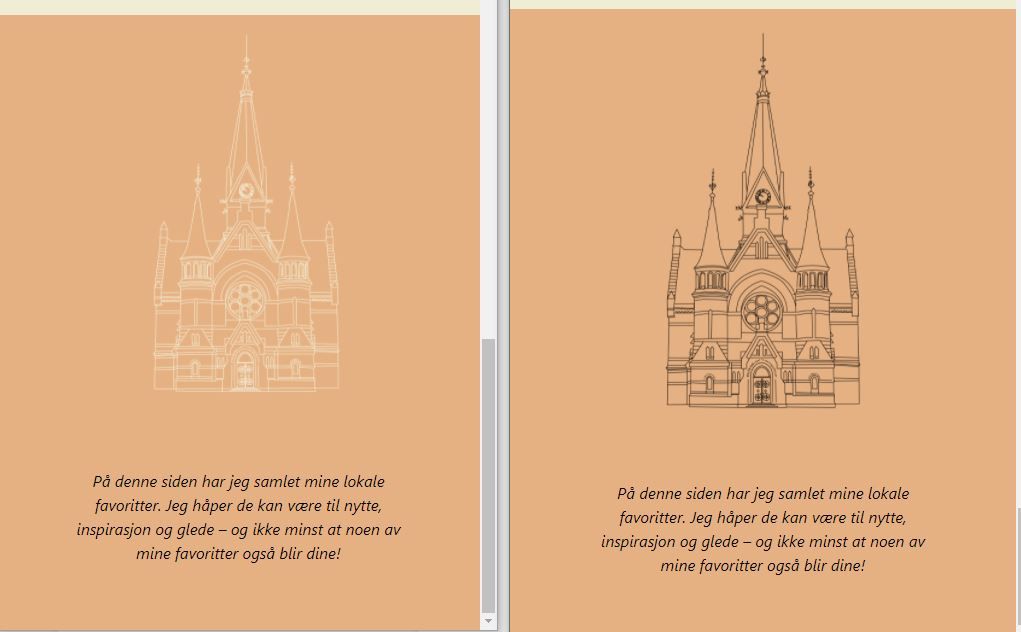 På denne siden har jeg samlet mine lokale
favoritter. Jeg håper de kan være til nytte,
inspirasjon og glede – og ikke minst at noen av
mine favoritter også blir dine!
På denne siden har jeg samlet mine lokale
favoritter. Jeg håper de kan være til nytte,
inspirasjon og glede – og ikke minst at noen av
mine favoritter også blir dine!